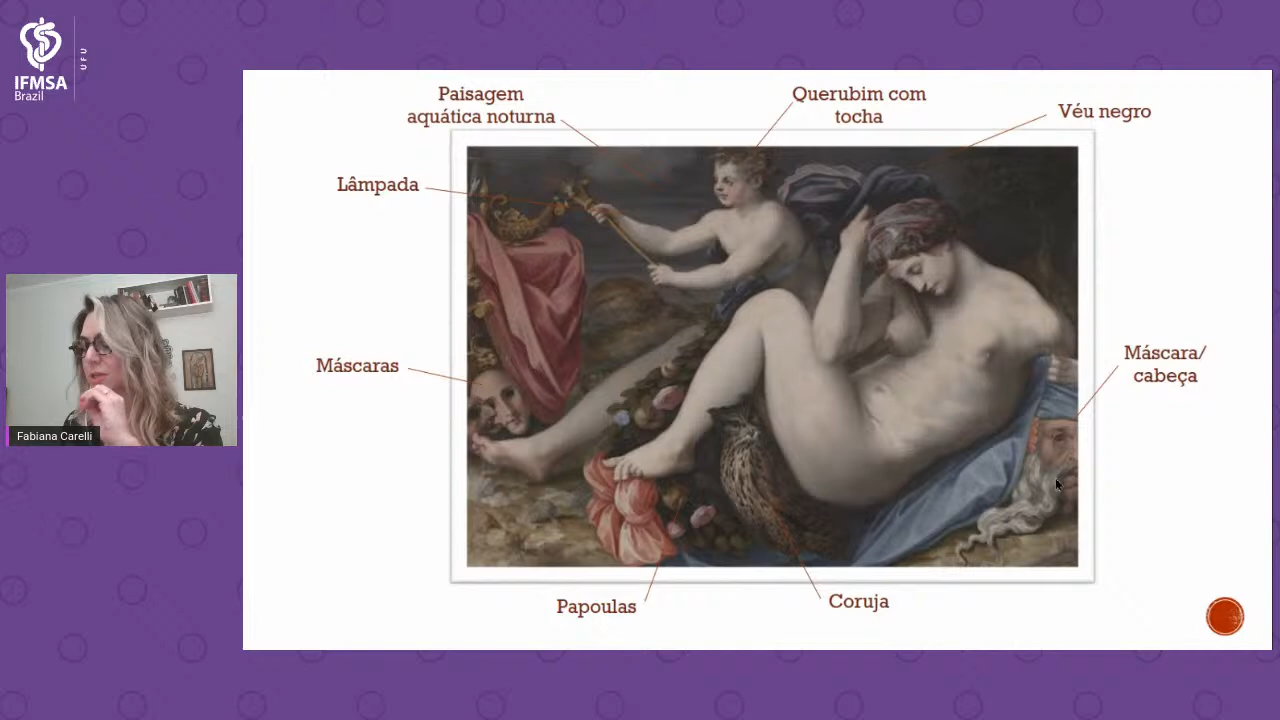 IFMSA
Brazil
UFU
Paisagem
aquática noturna
Querubim com
tocha
Véu negro
Lâmpada
Máscaras
Máscara/
cabeça
Papoulas
Coruja
Fabiana Carelli